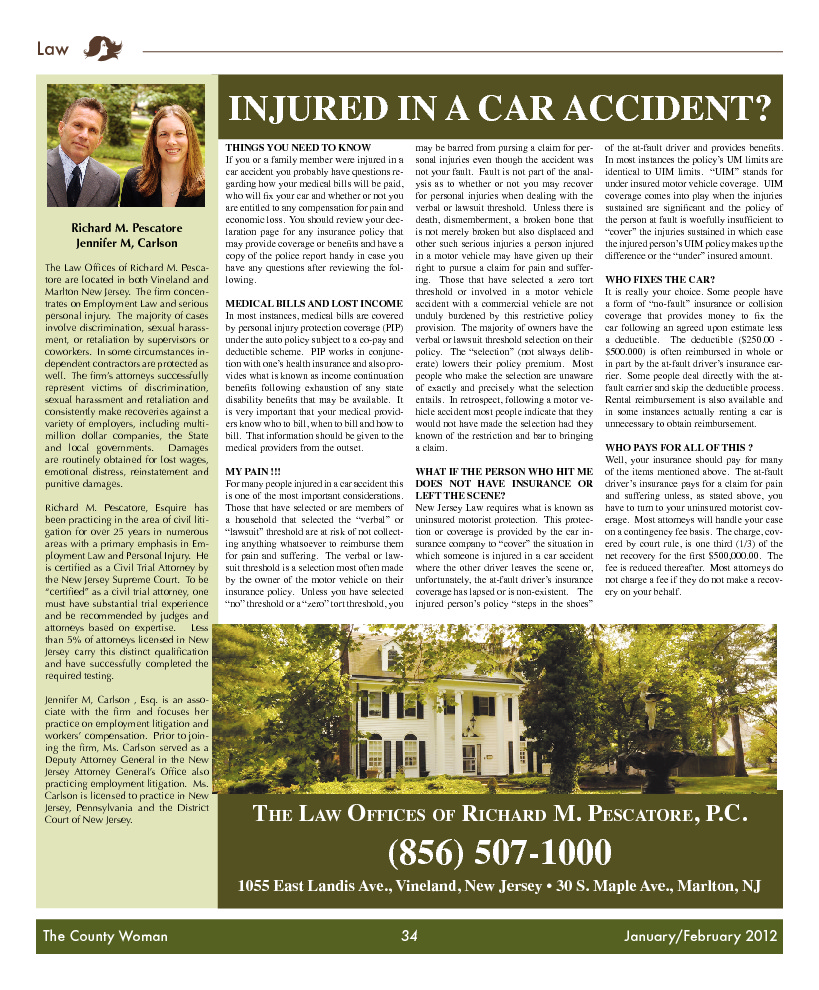 Law
Richard M. Pescatore
Jennifer M, Carlson
The Law Offices of Richard M. Pesca-
tore are located in both Vineland and
Marlton New Jersey. The firm concen-
trates on Employment Law and serious
personal injury. The majority of cases
involve discrimination, sexual harass-
ment, or retaliation by supervisors or
coworkers. In some circumstances in-
dependent contractors are protected as
well. The firm's attorneys successfully
represent victims of discrimination,
sexual harassment and retaliation and
consistently make recoveries against a
variety of employers, including multi-
million dollar companies, the State
and local governments. Damages
are routinely obtained for lost wages,
emotional distress, reinstatement and
punitive damages.
Richard M. Pescatore, Esquire has
been practicing in the area of civil liti-
gation for over 25 years in numerous
areas with a primary emphasis in Em-
ployment Law and Personal Injury. He
is certified as a Civil Trial Attorney by
the New Jersey Supreme Court. To be
"certified" as a civil trial attorney, one
must have substantial trial experience
and be recommended by judges and
attorneys based on expertise. Less
than 5% of attorneys licensed in New
Jersey carry this distinct qualification
and have successfully completed the
required testing.
Jennifer M, Carlson , Esq. is an asso-
ciate with the firm and focuses her
practice on employment litigation and
workers' compensation. Prior to join-
ing the firm, Ms. Carlson served as a
Deputy Attorney General in the New
Jersey Attorney General's Office also
practicing employment litigation. Ms.
Carlson is licensed to practice in New
Jersey, Pennsylvania and the District
Court of New Jersey.
INJURED IN A CAR ACCIDENT?
THINGS YOU NEED TO KNOW
If you or a family member were injured in a
car accident you probably have questions re-
garding how your medical bills will be paid,
who will fix your car and whether or not you
are entitled to any compensation for pain and
economic loss. You should review your dec-
laration page for any insurance policy that
may provide coverage or benefits and have a
copy of the police report handy in case you
have any questions after reviewing the fol-
lowing.
MEDICAL BILLS AND LOST INCOME
In most instances, medical bills are covered
by personal injury protection coverage (PIP)
under the auto policy subject to a co-pay and
deductible scheme. PIP works in conjunc-
tion with one's health insurance and also pro-
vides what is known as income continuation
benefits following exhaustion of any state
disability benefits that may be available. It
is very important that your medical provid-
ers know who to bill, when to bill and how to
bill. That information should be given to the
medical providers from the outset.
MY PAIN !!!
For many people injured in a car accident this
is one of the most important considerations.
Those that have selected or are members of
a household that selected the "verbal" or
"lawsuit" threshold are at risk of not collect-
ing anything whatsoever to reimburse them
for pain and suffering. The verbal or law-
suit threshold is a selection most often made
by the owner of the motor vehicle on their
insurance policy. Unless you have selected
"no" threshold or a "zero" tort threshold, you
may be barred from pursing a claim for per-
sonal injuries even though the accident was
not your fault. Fault is not part of the anal-
ysis as to whether or not you may recover
for personal injuries when dealing with the
verbal or lawsuit threshold. Unless there is
death, dismemberment, a broken bone that
is not merely broken but also displaced and
other such serious injuries a person injured
in a motor vehicle may have given up their
right to pursue a claim for pain and suffer-
ing. Those that have selected a zero tort
threshold or involved in a motor vehicle
accident with a commercial vehicle are not
unduly burdened by this restrictive policy
provision. The majority of owners have the
verbal or lawsuit threshold selection on their
policy. The "selection" (not always delib-
erate) lowers their policy premium. Most
people who make the selection are unaware
of exactly and precisely what the selection
entails. In retrospect, following a motor ve-
hicle accident most people indicate that they
would not have made the selection had they
known of the restriction and bar to bringing
a claim.
WHAT IF THE PERSON WHO HIT ME
DOES NOT HAVE INSURANCE OR
LEFT THE SCENE?
New Jersey Law requires what is known as
uninsured motorist protection. This protec-
tion or coverage is provided by the car in-
surance company to "cover" the situation in
which someone is injured in a car accident
where the other driver leaves the scene or,
unfortunately, the at-fault driver's insurance
coverage has lapsed or is non-existent. The
injured person's policy "steps in the shoes"
of the at-fault driver and provides benefits.
In most instances the policy's UM limits are
identical to UIM limits. "UIM" stands for
under insured motor vehicle coverage. UIM
coverage comes into play when the injuries
sustained are significant and the policy of
the person at fault is woefully insufficient to
"cover" the injuries sustained in which case
the injured person's UIM policy makes up the
difference or the "under" insured amount.
WHO FIXES THE CAR?
It is really your choice. Some people have
a form of "no-fault" insurance or collision
coverage that provides money to fix the
car following an agreed upon estimate less
a deductible. The deductible ($250.00 -
$500.000) is often reimbursed in whole or
in part by the at-fault driver's insurance car-
rier. Some people deal directly with the at-
fault carrier and skip the deductible process.
Rental reimbursement is also available and
in some instances actually renting a car is
unnecessary to obtain reimbursement.
WHO PAYS FOR ALL OF THIS ?
Well, your insurance should pay for many
of the items mentioned above. The at-fault
driver's insurance pays for a claim for pain
and suffering unless, as stated above, you
have to turn to your uninsured motorist cov-
erage. Most attorneys will handle your case
on a contingency fee basis. The charge, cov-
ered by court rule, is one third (1/3) of the
net recovery for the first $500,000.00. The
fee is reduced thereafter. Most attorneys do
not charge a fee if they do not make a recov-
ery on your behalf.
THE LAW OFFICES OF RICHARD M. PESCATORE, P.C.
(856) 507-1000
1055 East Landis Ave., Vineland, New Jersey • 30 S. Maple Ave., Marlton, NJ
The County Woman
34
January/February 2012